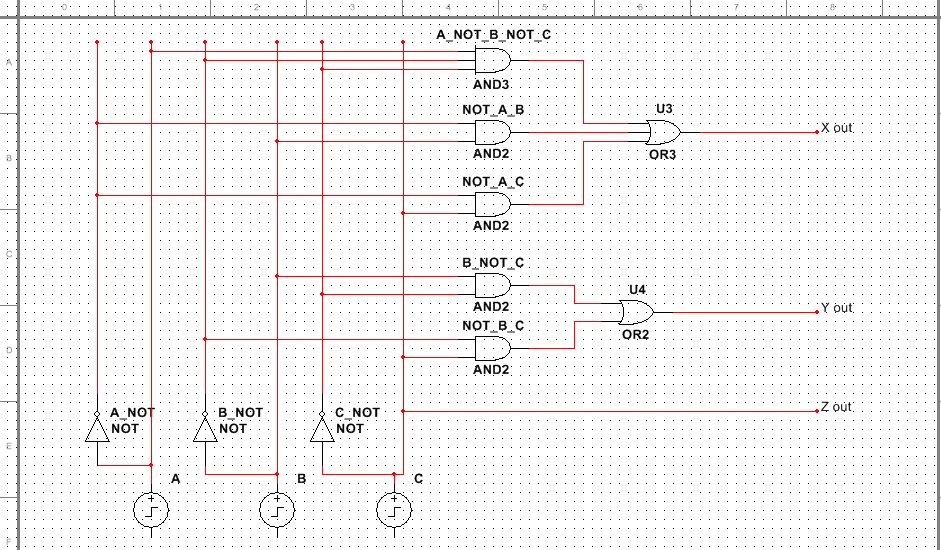 0 1 2 3 4 5 6 7 8
A_NOT_B_NOT_C
A
AND3
NOT_A_B
U3
X out
AND2
OR3
B
NOT_A_C
AND2
C
B_NOT_C
U4
AND2
Y out
NOT_B_C
OR2
D
AND2
A_NOT
B_NOT
C_NOT
Z out
NOT
NOT
NOT
E
A
B
C
F